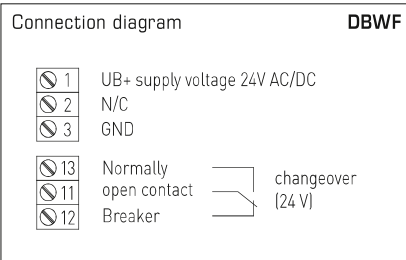 Connection diagram DBWF
1 UB+ supply voltage 24V AC/DC
2 N/C
3 GND
13 Normally
11 open contact
12 Breaker
changeover
(24 V)